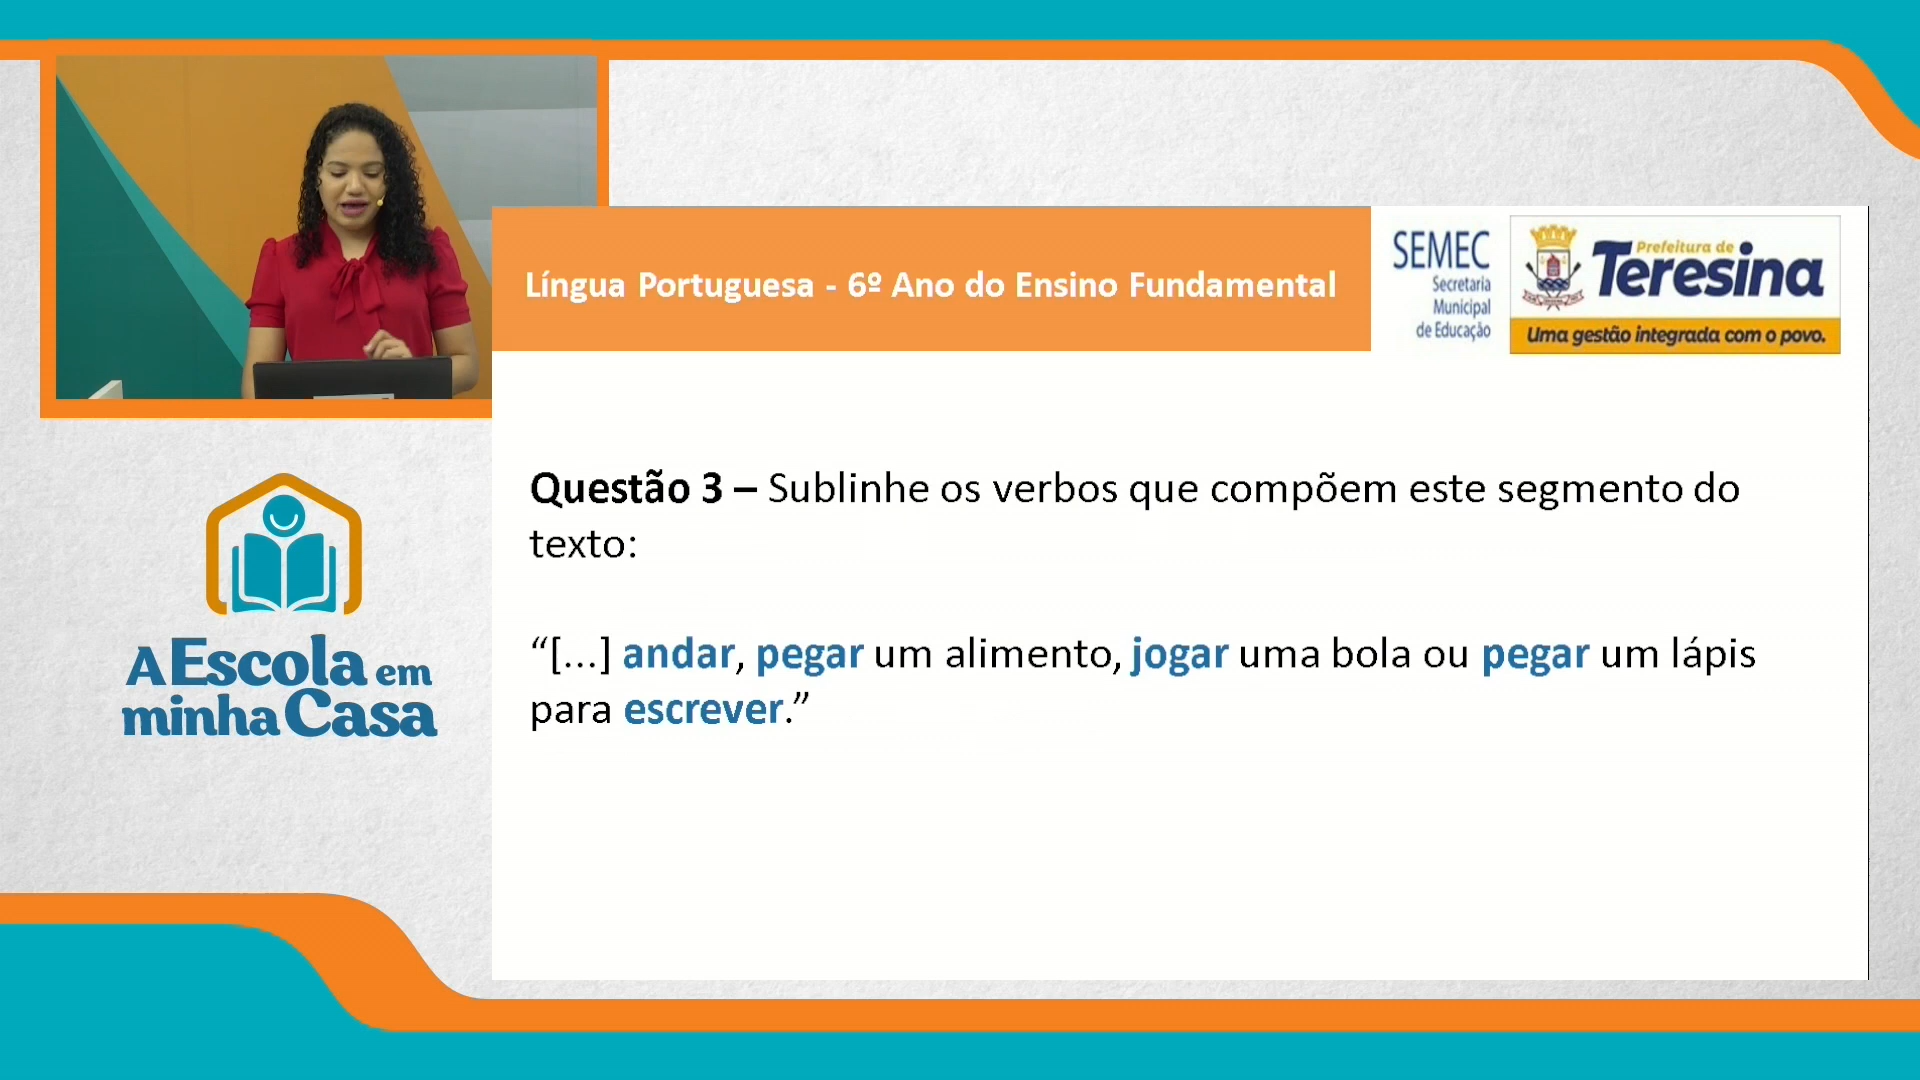 Língua Portuguesa - 6º Ano do Ensino Fundamental
SEMEC
Secretaria
Municipal
de Educação
Prefeitura de
Teresina
Uma gestão integrada com o povo.
Questão 3 – Sublinhe os verbos que compõem este segmento do
texto:
“[...] andar, pegar um alimento, jogar uma bola ou pegar um lápis
para escrever.”
A Escola em
minha Casa